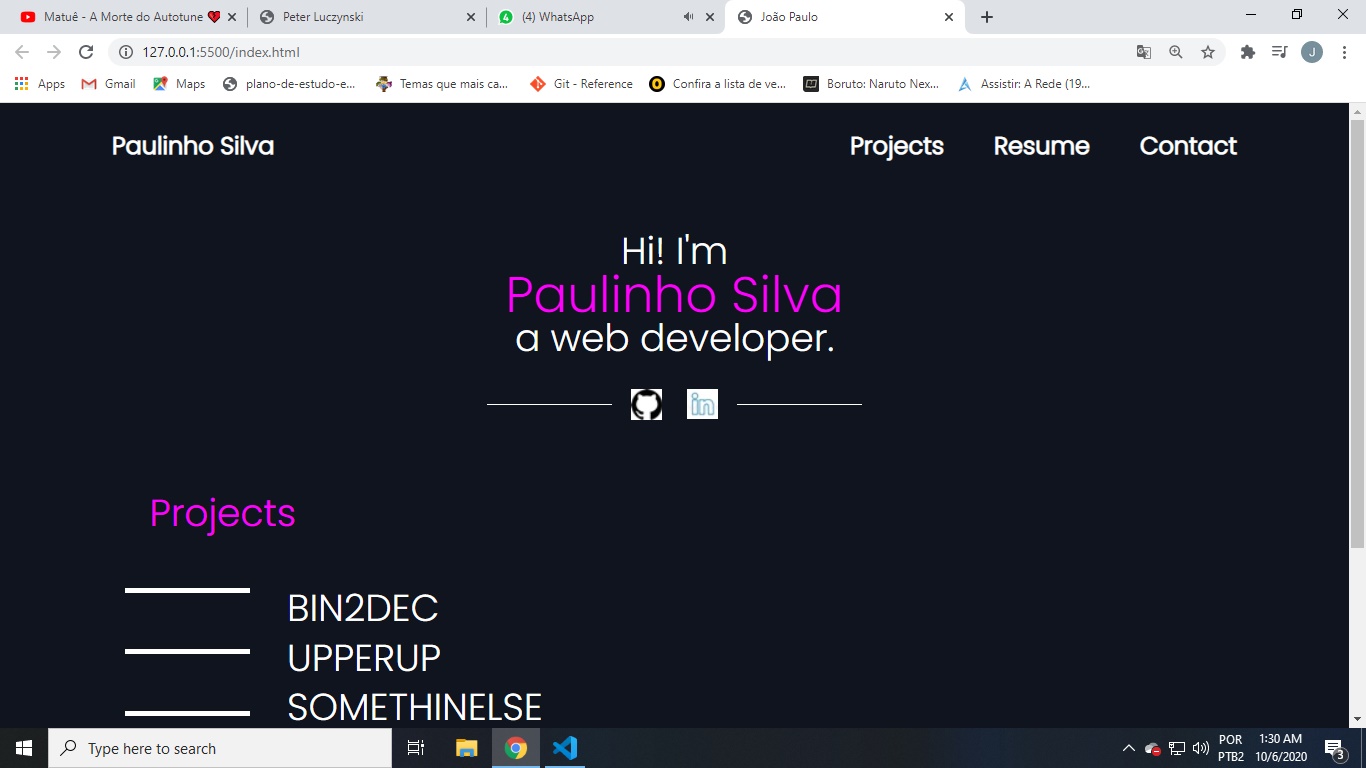 Matuê - A Morte do Autotune 💔
Peter Luczynski
(4) WhatsApp
João Paulo
127.0.0.1:5500/index.html
J
Apps
Gmail
Maps
plano-de-estudo-e...
Temas que mais ca...
Git - Reference
Confira a lista de ve...
Boruto: Naruto Nex...
Assistir: A Rede (19...
Paulinho Silva
Projects
Resume
Contact
Hi! I'm
Paulinho Silva
a web developer.
in
Projects
BIN2DEC
UPPERUP
SOMETHINELSE
Type here to search
POR
PTB2
1:30 AM
10/6/2020
3